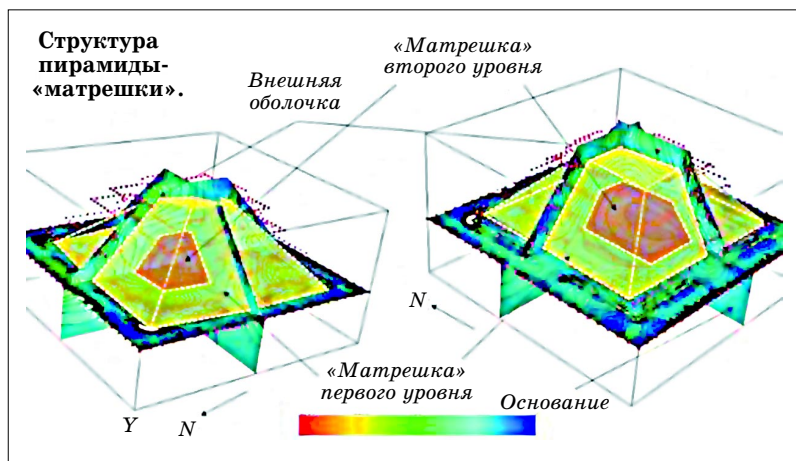 Структура
пирамиды-
«матрешки».
Внешняя
оболочка
«Матрешка»
второго уровня
N
«Матрешка»
первого уровня
Основание
Y
N